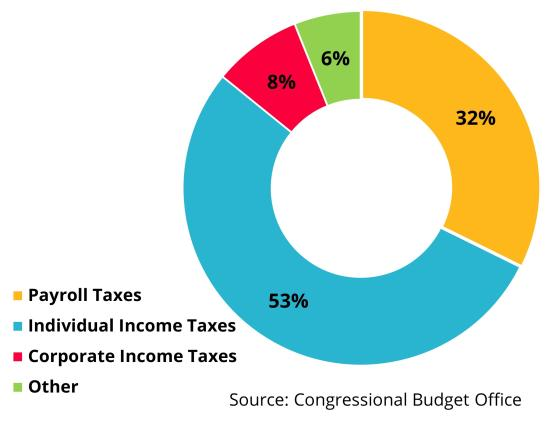 6%
8%
32%
53%
Payroll Taxes
Individual Income Taxes
Corporate Income Taxes
Other
Source: Congressional Budget Office